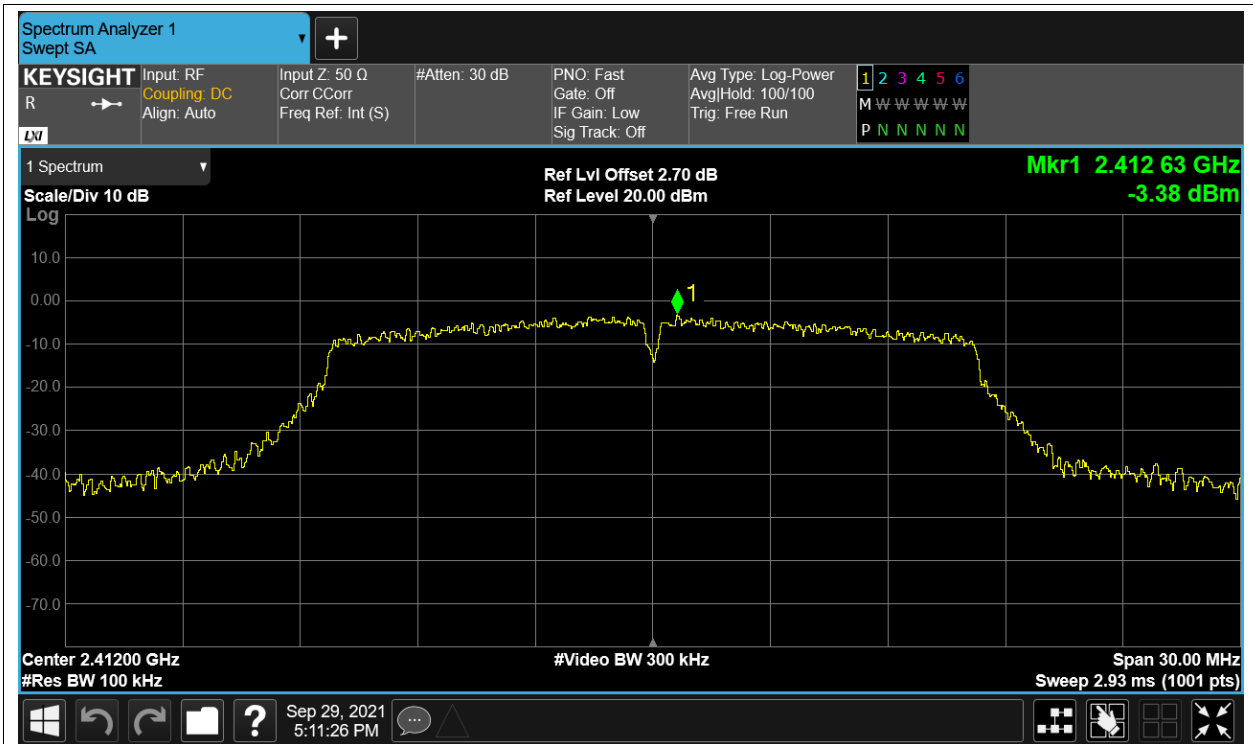 Spectrum Analyzer 1
Swept SA
KEYSIGHT
R
LXI
Input: RF
Coupling: DC
Align: Auto
Input Z: 50 Ω
Corr CCorr
Freq Ref: Int (S)
#Atten: 30 dB
PNO: Fast
Gate: Off
IF Gain: Low
Sig Track: Off
Avg Type: Log-Power
Avg|Hold: 100/100
Trig: Free Run
1 2 3 4 5 6
M W W W W W W
P N N N N N
1 Spectrum
Scale/Div 10 dB
Ref Lvl Offset 2.70 dB
Ref Level 20.00 dBm
Mkr1 2.412 63 GHz
-3.38 dBm
Log
10.0
0.00
-10.0
-20.0
-30.0
-40.0
-50.0
-60.0
-70.0
1
Center 2.41200 GHz
#Res BW 100 kHz
#Video BW 300 kHz
Span 30.00 MHz
Sweep 2.93 ms (1001 pts)
?
Sep 29, 2021
5:11:26 PM